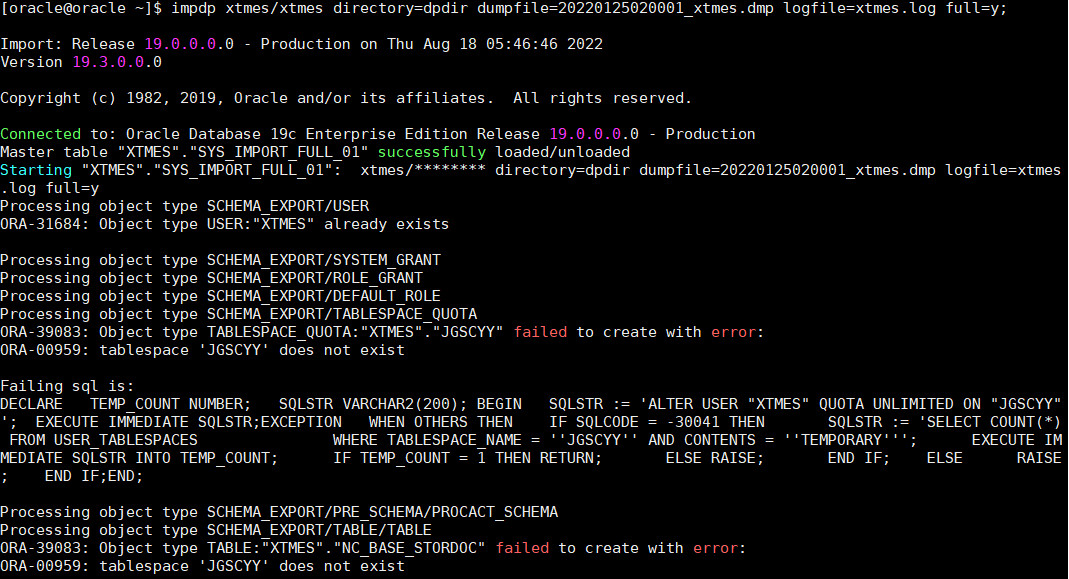 [oracle@oracle ~]$ impdp xtmes/xtmes directory=dpdir dumpfile=20220125020001_xtmes.dmp logfile=xtmes.log full=y;
Import: Release 19.0.0.0.0 - Production on Thu Aug 18 05:46:46 2022
Version 19.3.0.0.0
Copyright (c) 1982, 2019, Oracle and/or its affiliates.  All rights reserved.
Connected to: Oracle Database 19c Enterprise Edition Release 19.0.0.0.0 - Production
Master table "XTMES"."SYS_IMPORT_FULL_01" successfully loaded/unloaded
Starting "XTMES"."SYS_IMPORT_FULL_01":  xtmes/******** directory=dpdir dumpfile=20220125020001_xtmes.dmp logfile=xtmes
.log full=y
Processing object type SCHEMA_EXPORT/USER
ORA-31684: Object type USER:"XTMES" already exists
Processing object type SCHEMA_EXPORT/SYSTEM_GRANT
Processing object type SCHEMA_EXPORT/ROLE_GRANT
Processing object type SCHEMA_EXPORT/DEFAULT_ROLE
Processing object type SCHEMA_EXPORT/TABLESPACE_QUOTA
ORA-39083: Object type TABLESPACE_QUOTA:"XTMES"."JGSCYY" failed to create with error:
ORA-00959: tablespace 'JGSCYY' does not exist
Failing sql is:
DECLARE   TEMP_COUNT NUMBER;   SQLSTR VARCHAR2(200); BEGIN   SQLSTR := 'ALTER USER "XTMES" QUOTA UNLIMITED ON "JGSCYY"
';  EXECUTE IMMEDIATE SQLSTR;EXCEPTION   WHEN OTHERS THEN    IF SQLCODE = -30041 THEN       SQLSTR := 'SELECT COUNT(*)
 FROM USER_TABLESPACES               WHERE TABLESPACE_NAME = ''JGSCYY'' AND CONTENTS = ''TEMPORARY''';      EXECUTE IM
MEDIATE SQLSTR INTO TEMP_COUNT;      IF TEMP_COUNT = 1 THEN RETURN;       ELSE RAISE;       END IF;    ELSE      RAISE
;    END IF;END;
Processing object type SCHEMA_EXPORT/PRE_SCHEMA/PROCACT_SCHEMA
Processing object type SCHEMA_EXPORT/TABLE/TABLE
ORA-39083: Object type TABLE:"XTMES"."NC_BASE_STORDOC" failed to create with error:
ORA-00959: tablespace 'JGSCYY' does not exist